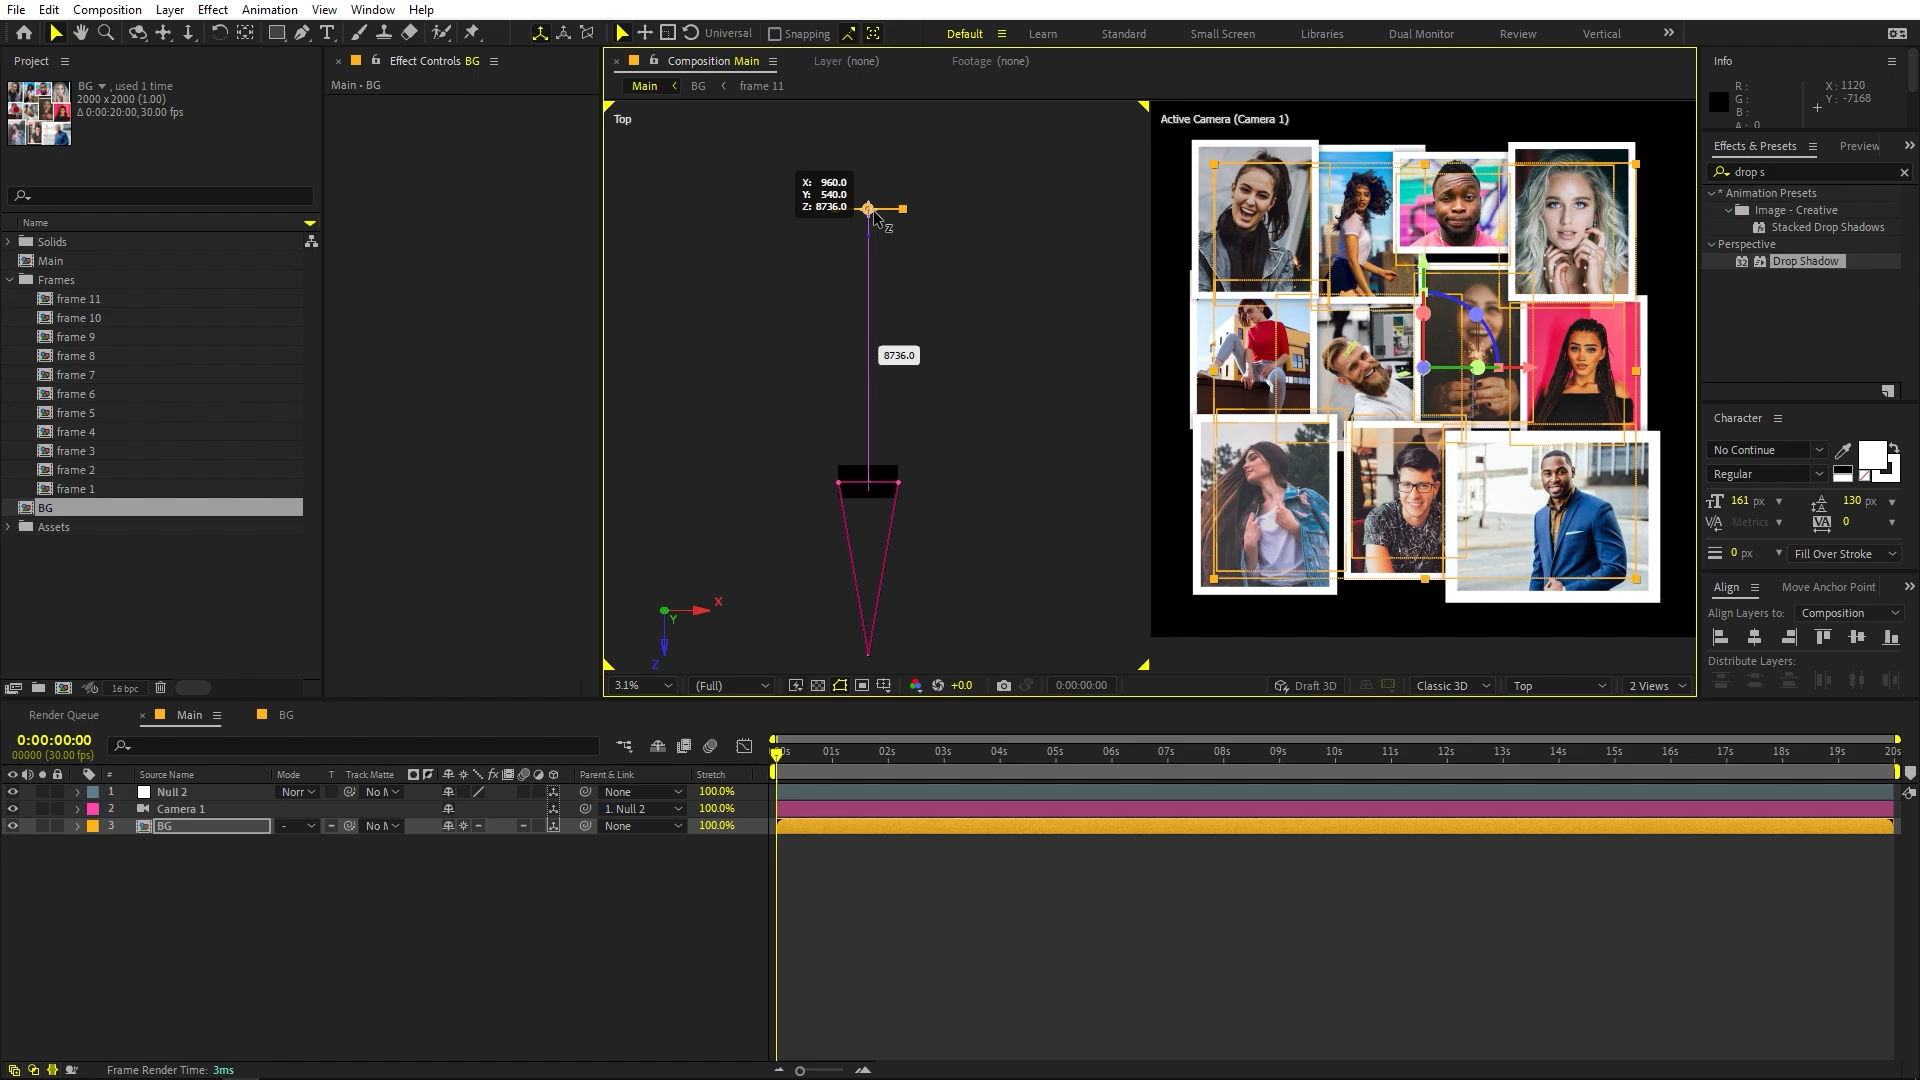 File Edit Composition Layer Effect Animation View Window Help
Universal Snapping Default Learn Standard Small Screen Libraries Dual Monitor Review Vertical
Project
BG , used 1 time
2000 x 2000 (1.00)
Δ 0:00:20:00, 30.00 fps)
Name
Solids
Main
Frames
frame 11
frame 10
frame 9
frame 8
frame 7
frame 6
frame 5
frame 4
frame 3
frame 2
frame 1
BG
Assets
16 bpc
Effect Controls BG
Main • BG
Composition Main Layer (none) Footage (none)
Main BG frame 11
Top
X: 960.0
Y: 540.0
Z: 8736.0
Z
8736.0
X
Y
Z
Active Camera (Camera 1)
3.1% (Full) +0.0 0:00:00:00 Draft 3D Classic 3D Top 2 Views
Info
R :
G :
B :
A : 0
X : 1120
Y : -7168
Effects & Presets Preview
drop s
* Animation Presets
Image - Creative
Stacked Drop Shadows
Perspective
32 Drop Shadow
Character
No Continue
Regular
161 px 130 px
Metrics 0
0 px Fill Over Stroke
Align Move Anchor Point
Align Layers to: Composition
Distribute Layers:
Render Queue Main BG
0:00:00:00
00000 (30.00 fps)
# Source Name Mode T Track Matte Parent & Link Stretch
1 Null 2 Norr No M None 100.0%
2 Camera 1 1. Null 2 100.0%
3 BG - No M None 100.0%
00s 01s 02s 03s 04s 05s 06s 07s 08s 09s 10s 11s 12s 13s 14s 15s 16s 17s 18s 19s 20s
Frame Render Time: 3ms